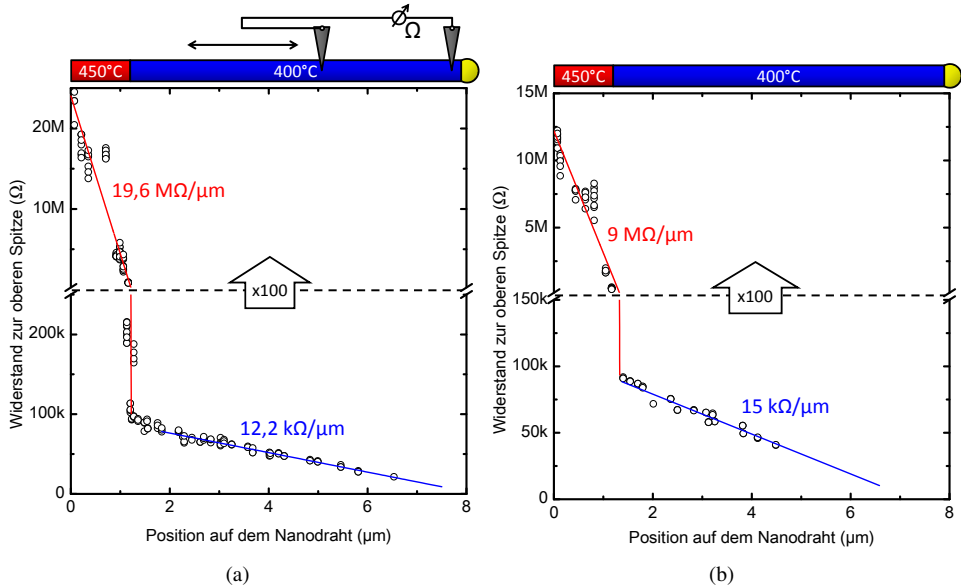 Ω
450°C 400°C
Widerstand zur oberen Spitze (Ω)
20M
10M
200k
100k
0
19,6 MΩ/µm
x100
12,2 kΩ/µm
0 2 4 6 8
Position auf dem Nanodraht (µm)
(a)
450°C 400°C
Widerstand zur oberen Spitze (Ω)
15M
10M
5M
150k
100k
50k
0
9 MΩ/µm
x100
15 kΩ/µm
0 2 4 6 8
Position auf dem Nanodraht (µm)
(b)